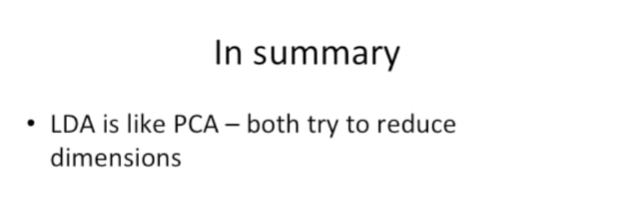 In summary
• LDA is like PCA – both try to reduce
dimensions